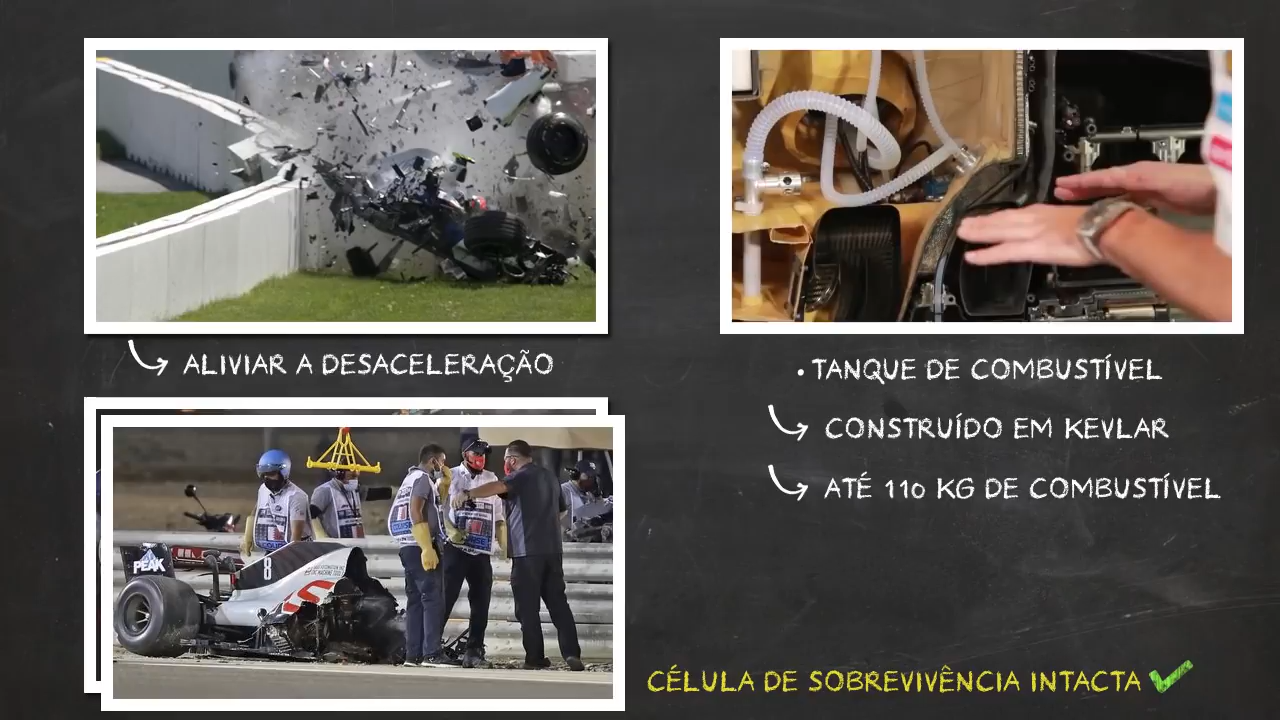 ALIVIAR A DESACELERAÇÃO
• TANQUE DE COMBUSTÍVEL
CONSTRUÍDO EM KEVLAR
ATÉ 110 KG DE COMBUSTÍVEL
PEAK
8
CÉLULA DE SOBREVIVÊNCIA INTACTA